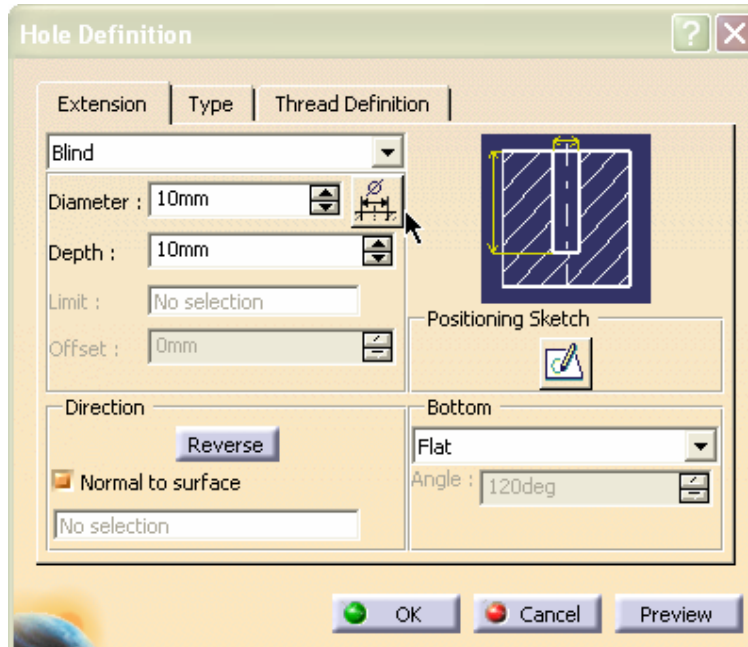 Hole Definition
Extension Type Thread Definition
Blind
Diameter : 10mm
Depth : 10mm
Limit : No selection
Offset : 0mm
Positioning Sketch
Direction
Reverse
Normal to surface
No selection
Bottom
Flat
Angle : 120deg
OK Cancel Preview